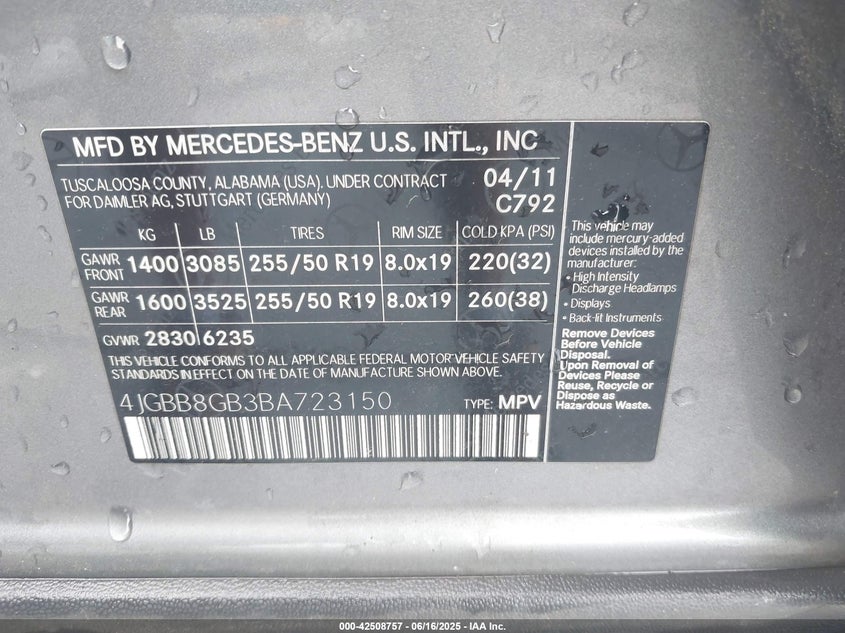 MFD BY MERCEDES-BENZ U.S. INTL., INC
TUSCALOOSA COUNTY, ALABAMA (USA). UNDER CONTRACT
FOR DAIMLER AG, STUTTGART (GERMANY)
04/11
C792
KG LB TIRES RIM SIZE COLD KPA (PSI)
GAWR FRONT 1400 3085 255/50 R19 8.0x19 220(32)
GAWR REAR 1600 3525 255/50 R19 8.0x19 260(38)
GVWR 2830 6235
THIS VEHICLE CONFORMS TO ALL APPLICABLE FEDERAL MOTOR VEHICLE SAFETY
STANDARDS IN EFFECT ON THE DATE OF MANUFACTURE SHOWN ABOVE.
4JGBB8GB3BA723150 TYPE: MPV
This vehicle may
include mercury-added
devices installed by the
manufacturer:
• High Intensity
Discharge Headlamps
• Displays
• Back-lit Instruments
Remove Devices
Before Vehicle
Disposal.
Upon Removal of
Devices Please
Reuse, Recycle or
Dispose as
Hazardous Waste.
000-42508757 - 06/16/2025 - IAA Inc.